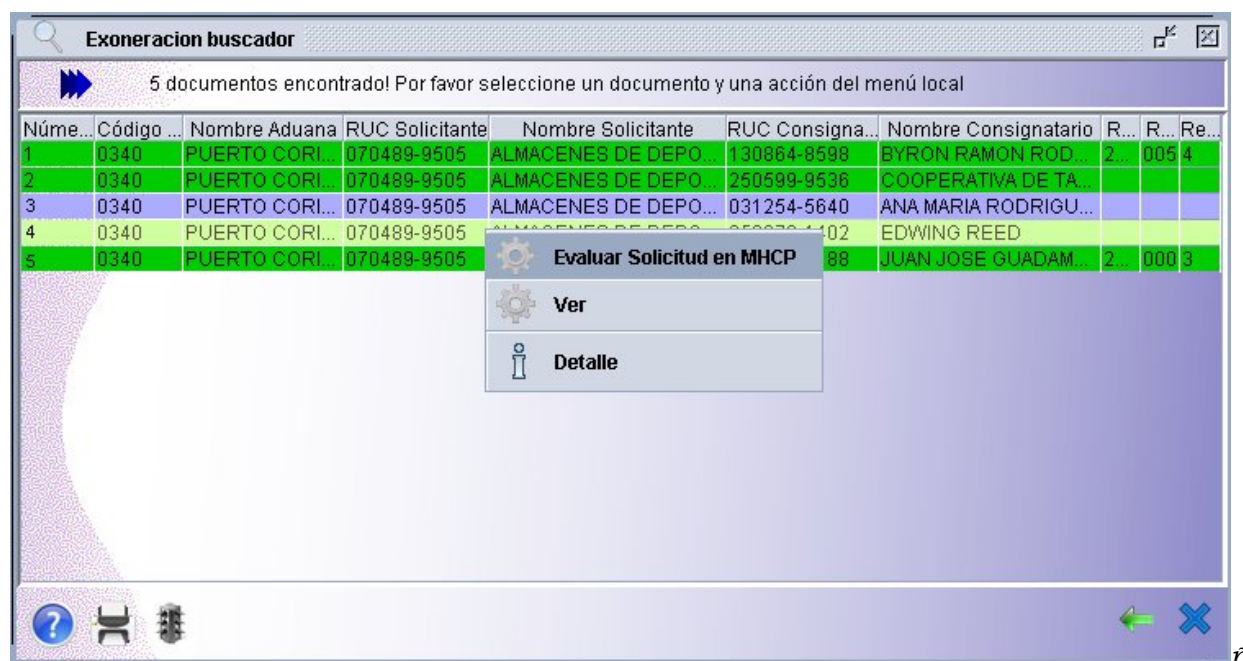 Exoneracion buscador
5 documentos encontrado! Por favor seleccione un documento y una acción del menú local
Núme... Código ... Nombre Aduana RUC Solicitante Nombre Solicitante RUC Consigna... Nombre Consignatario R... R... Re...
1 0340 PUERTO CORI... 070489-9505 ALMACENES DE DEPO... 130864-8598 BYRON RAMON ROD... 2... 005 4
2 0340 PUERTO CORI... 070489-9505 ALMACENES DE DEPO... 250599-9536 COOPERATIVA DE TA...
3 0340 PUERTO CORI... 070489-9505 ALMACENES DE DEPO... 031254-5640 ANA MARIA RODRIGU...
4 0340 PUERTO CORI... 070489-9505 EDWING REED
5 0340 PUERTO CORI... 070489-9505 88 JUAN JOSE GUADAM... 2... 000 3
Evaluar Solicitud en MHCP
Ver
Detalle